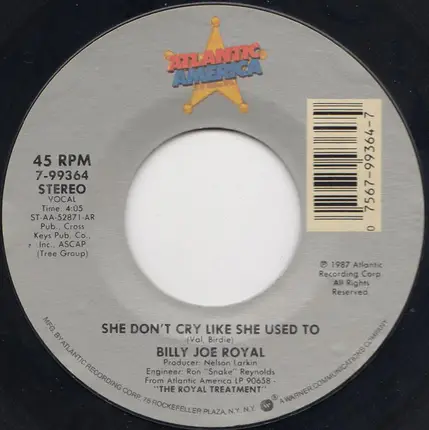 ATLANTIC
AMERICA
45 RPM
7-99364
STEREO
VOCAL
Time: 4:05
ST-AA-52871-AR
Pub., Cross
Keys Pub. Co.,
Inc., ASCAP
(Tree Group)
0 7567-99364-7
℗ 1987 Atlantic
Recording Corp.
All Rights
Reserved.
SHE DON'T CRY LIKE SHE USED TO
(Val, Birdie)
BILLY JOE ROYAL
Producer: Nelson Larkin
Engineer: Ron "Snake" Reynolds
From Atlantic America LP 90658 -
"THE ROYAL TREATMENT"
MFG. BY ATLANTIC RECORDING CORP., 75 ROCKEFELLER PLAZA, N.Y. N.Y. A WARNER COMMUNICATIONS COMPANY